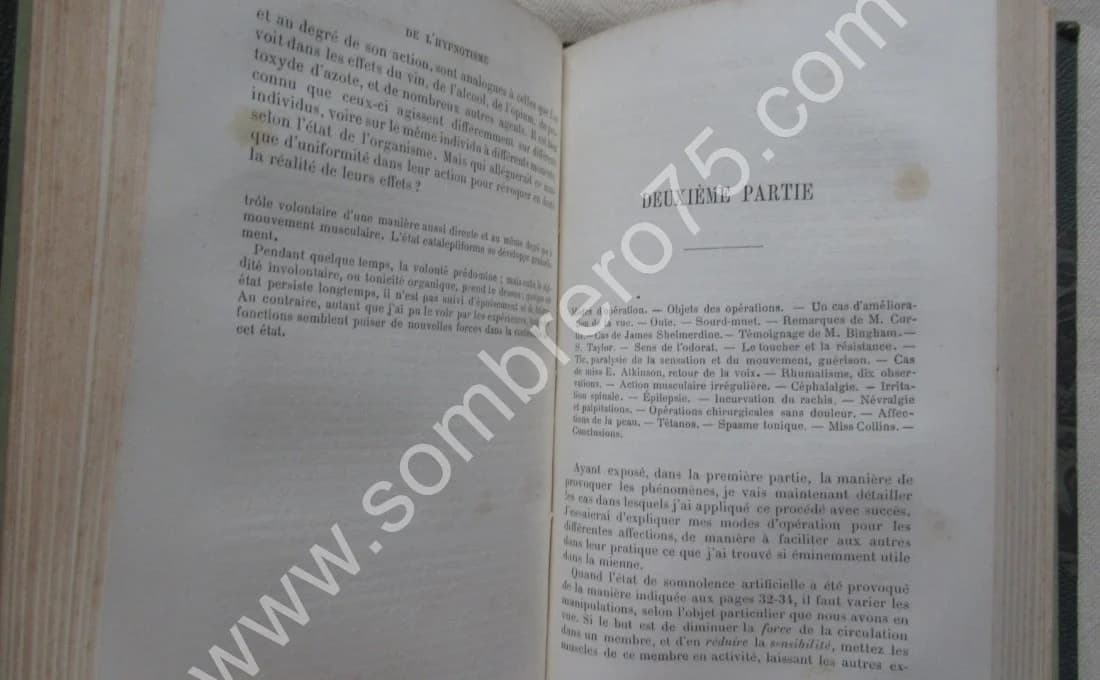 DE L'HYPNOTISME
et au degré de son action, sont analogues à celles que l'on
voit dans les effets du vin, de l'alcool, de l'opium, du pro-
toxyde d'azote, et de nombreux autres agents. Il est bien
connu que ceux-ci agissent différemment sur différents
individus, voire sur le même individu à différents moments
selon l'état de l'organisme. Mais qui alléguerait ce man-
que d'uniformité dans leur action pour révoquer en doute
la réalité de leurs effets ?
trôle volontaire d'une manière aussi directe et au même degré que le
mouvement musculaire. L'état cataleptiforme se développe
ment.
Pendant quelque temps, la volonté prédomine ; mais enfin, la rigi-
dité involontaire, ou tonicité organique, prend le dessus; quoique cet
état persiste longtemps, il n'est pas suivi d'épuisement
Au contraire, autant que j'ai pu le voir par les expériences,
fonctions semblent puiser de nouvelles forces dans la
cet état.
DEUXIÈME PARTIE
Modes d'opération. — Objets des opérations. — Un cas d'améliora-
tion de la vue. — Ouïe. — Sourd-muet. — Remarques de M. Cur-
— Cas de James Shelmerdine. — Témoignage de M. Bingham. —
S. Taylor. — Sens de l'odorat. — Le toucher et la résistance. —
Tic, paralysie de la sensation et du mouvement, guérison. — Cas
de miss E. Atkinson, retour de la voix. — Rhumatisme, dix obser-
vations. — Action musculaire irrégulière. — Céphalalgie. — Irrita-
tion spinale. — Épilepsie. — Incurvation du rachis. — Névralgie
et palpitations. — Opérations chirurgicales sans douleur. — Affec-
tions de la peau. — Tétanos. — Spasme tonique. — Miss Collins. —
Conclusions.
Ayant exposé, dans la première partie, la manière de
provoquer les phénomènes, je vais maintenant détailler
les cas dans lesquels j'ai appliqué ce procédé avec succès.
J'essaierai d'expliquer mes modes d'opération pour les
différentes affections, de manière à faciliter aux autres
dans leur pratique ce que j'ai trouvé si éminemment utile
dans la mienne.
Quand l'état de somnolence artificielle a été provoqué
de la manière indiquée aux pages 32-34, il faut varier les
manipulations, selon l'objet particulier que nous avons en
vue. Si le but est de diminuer la force de la circulation
dans un membre, et d'en réduire la sensibilité, mettez les
muscles de ce membre en activité, laissant les autres ex-
www.sombrero75.com